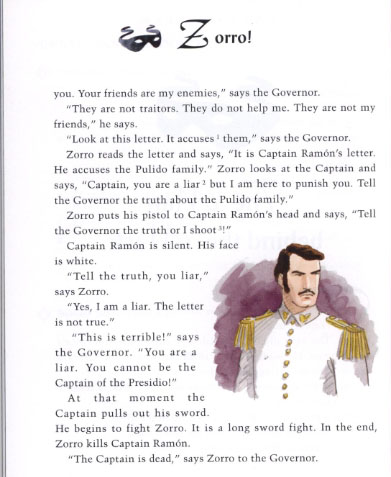 Zorro!
you. Your friends are my enemies,” says the Governor.
“They are not traitors. They do not help me. They are not my
friends,” he says.
“Look at this letter. It accuses ¹ them,” says the Governor.
Zorro reads the letter and says, “It is Captain Ramón’s letter.
He accuses the Pulido family.” Zorro looks at the Captain and
says, “Captain, you are a liar ² but I am here to punish you. Tell
the Governor the truth about the Pulido family.”
Zorro puts his pistol to Captain Ramón’s head and says, “Tell
the Governor the truth or I shoot ³!”
Captain Ramón is silent. His face
is white.
“Tell the truth, you liar,”
says Zorro.
“Yes, I am a liar. The letter
is not true.”
“This is terrible!” says
the Governor. “You are a
liar. You cannot be the
Captain of the Presidio!”
At that moment the
Captain pulls out his sword.
He begins to fight Zorro. It is a long sword fight. In the end,
Zorro kills Captain Ramón.
“The Captain is dead,” says Zorro to the Governor.